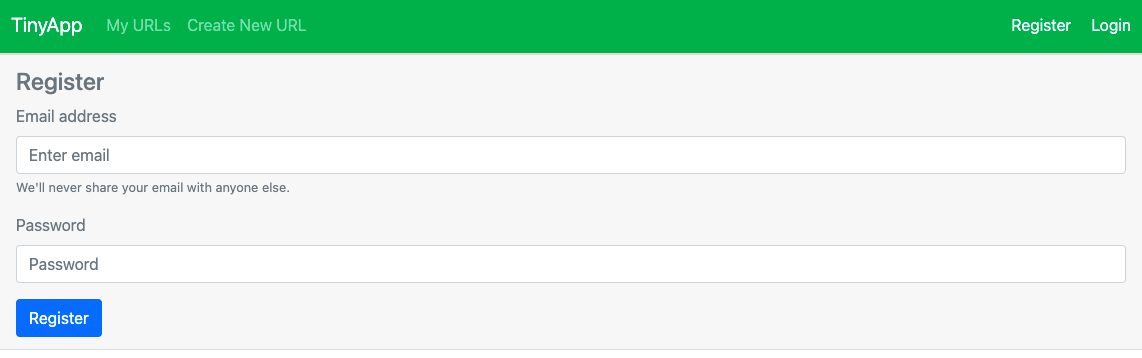 TinyApp My URLs Create New URL Register Login
Register
Email address
Enter email
We'll never share your email with anyone else.
Password
Password
Register